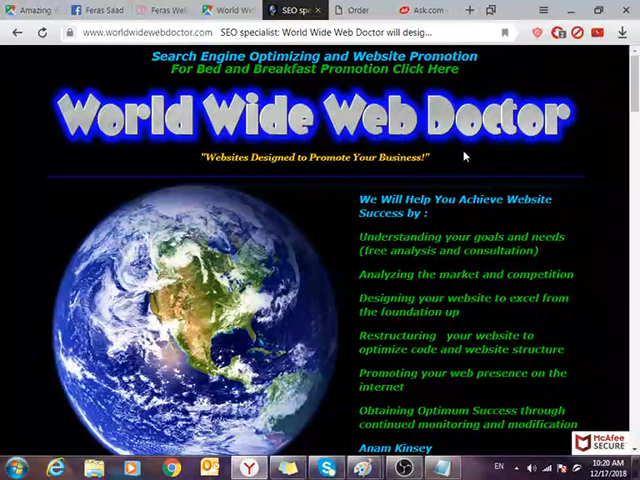 Amazing
Feras Saad
Feras Wel
World Wi
SEO spe
Order
Ask.com
www.worldwidewebdoctor.com SEO specialist: World Wide Web Doctor will desig...
Search Engine Optimizing and Website Promotion
For Bed and Breakfast Promotion Click Here
World Wide Web Doctor
"Websites Designed to Promote Your Business!"
We Will Help You Achieve Website
Success by :
Understanding your goals and needs
(free analysis and consultation)
Analyzing the market and competition
Designing your website to excel from
the foundation up
Restructuring your website to
optimize code and website structure
Promoting your web presence on the
internet
Obtaining Optimum Success through
continued monitoring and modification
Anam Kinsey
McAfee
SECURE
EN
10:20 AM
12/17/2018